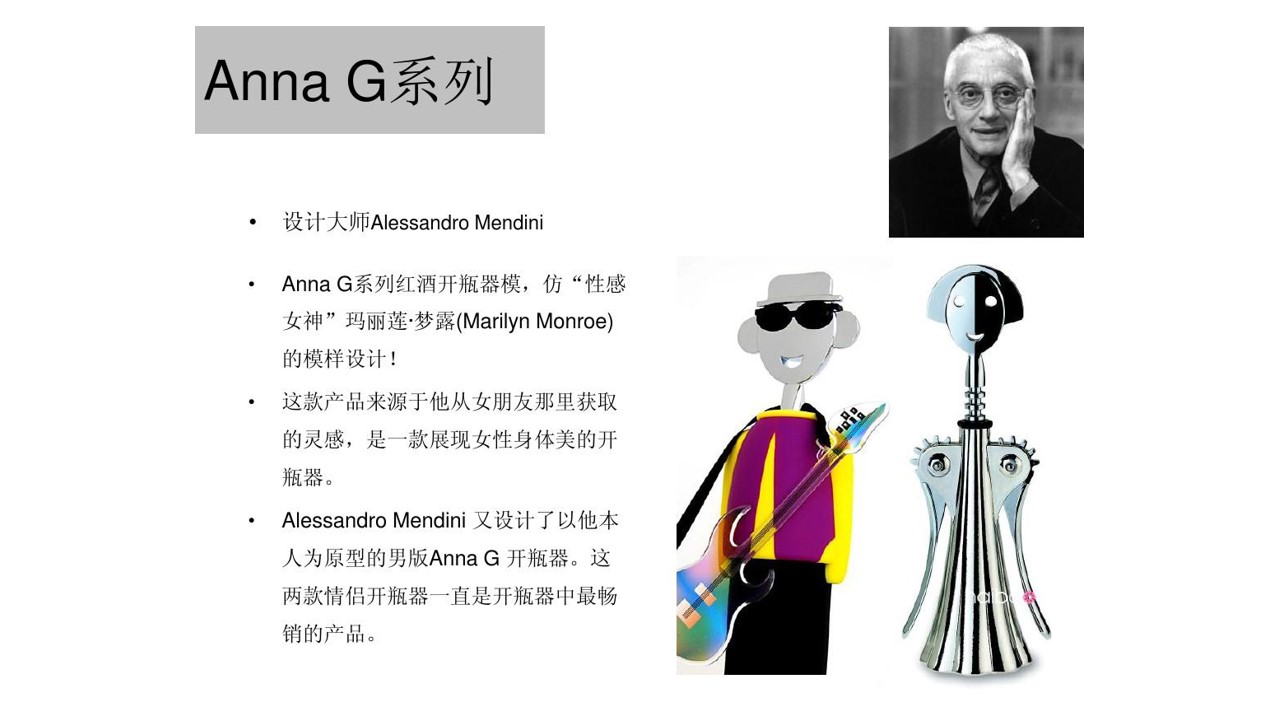 Anna G系列
• 设计大师Alessandro Mendini
• Anna G系列红酒开瓶器模，仿“性感
女神”玛丽莲·梦露(Marilyn Monroe)
的模样设计！
• 这款产品来源于他从女朋友那里获取
的灵感，是一款展现女性身体美的开
瓶器。
• Alessandro Mendini 又设计了以他本
人为原型的男版Anna G 开瓶器。这
两款情侣开瓶器一直是开瓶器中最畅
销的产品。